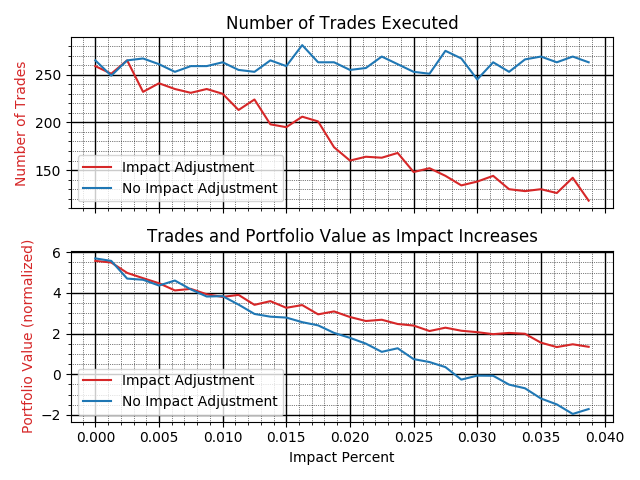 Number of Trades Executed
250
200
150
Number of Trades
Impact Adjustment
No Impact Adjustment
Trades and Portfolio Value as Impact Increases
6
4
2
0
−2
Portfolio Value (normalized)
Impact Adjustment
No Impact Adjustment
0.000 0.005 0.010 0.015 0.020 0.025 0.030 0.035 0.040
Impact Percent